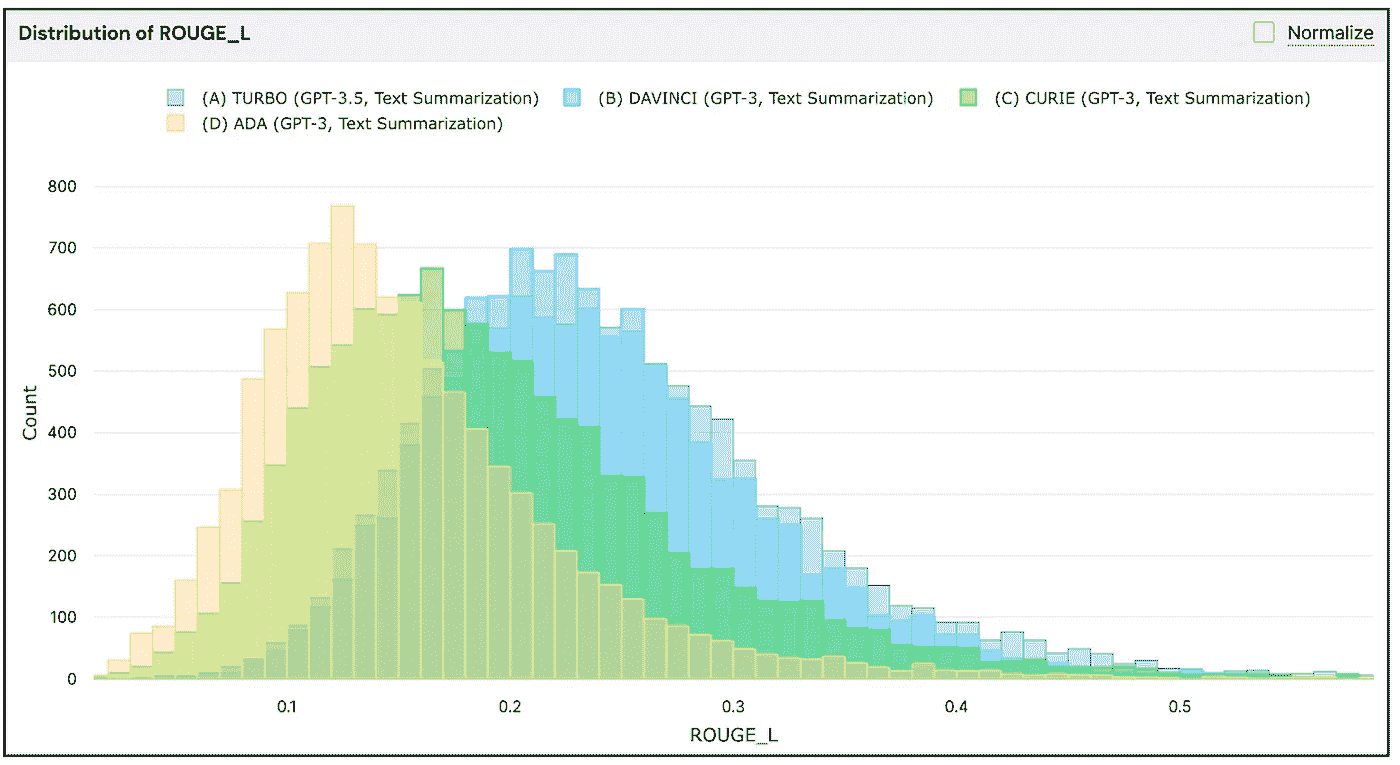 Distribution of ROUGE_L
Normalize
(A) TURBO (GPT-3.5, Text Summarization)
(B) DAVINCI (GPT-3, Text Summarization)
(C) CURIE (GPT-3, Text Summarization)
(D) ADA (GPT-3, Text Summarization)
800
700
600
500
400
300
200
100
0
Count
0.1
0.2
0.3
0.4
0.5
ROUGE_L